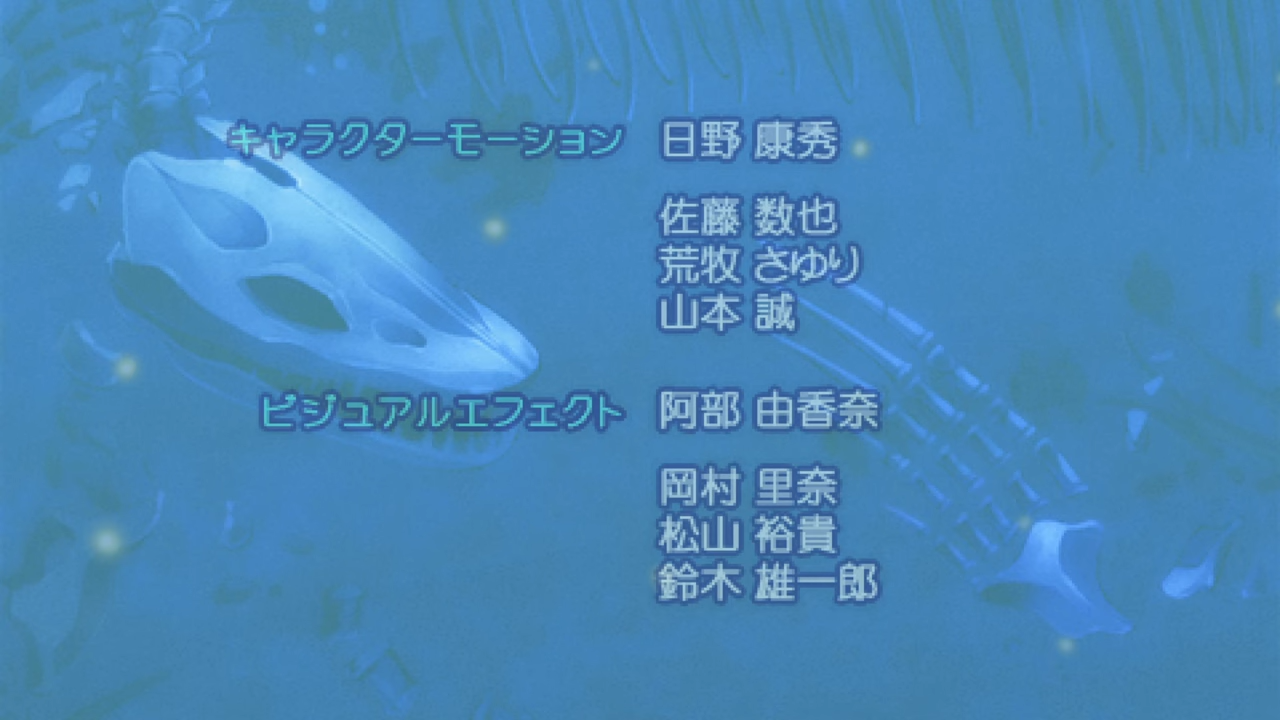 キャラクターモーション 日野 康秀
佐藤 数也
荒牧 さゆり
山本 誠
ビジュアルエフェクト 阿部 由香奈
岡村 里奈
松山 裕貴
鈴木 雄一郎